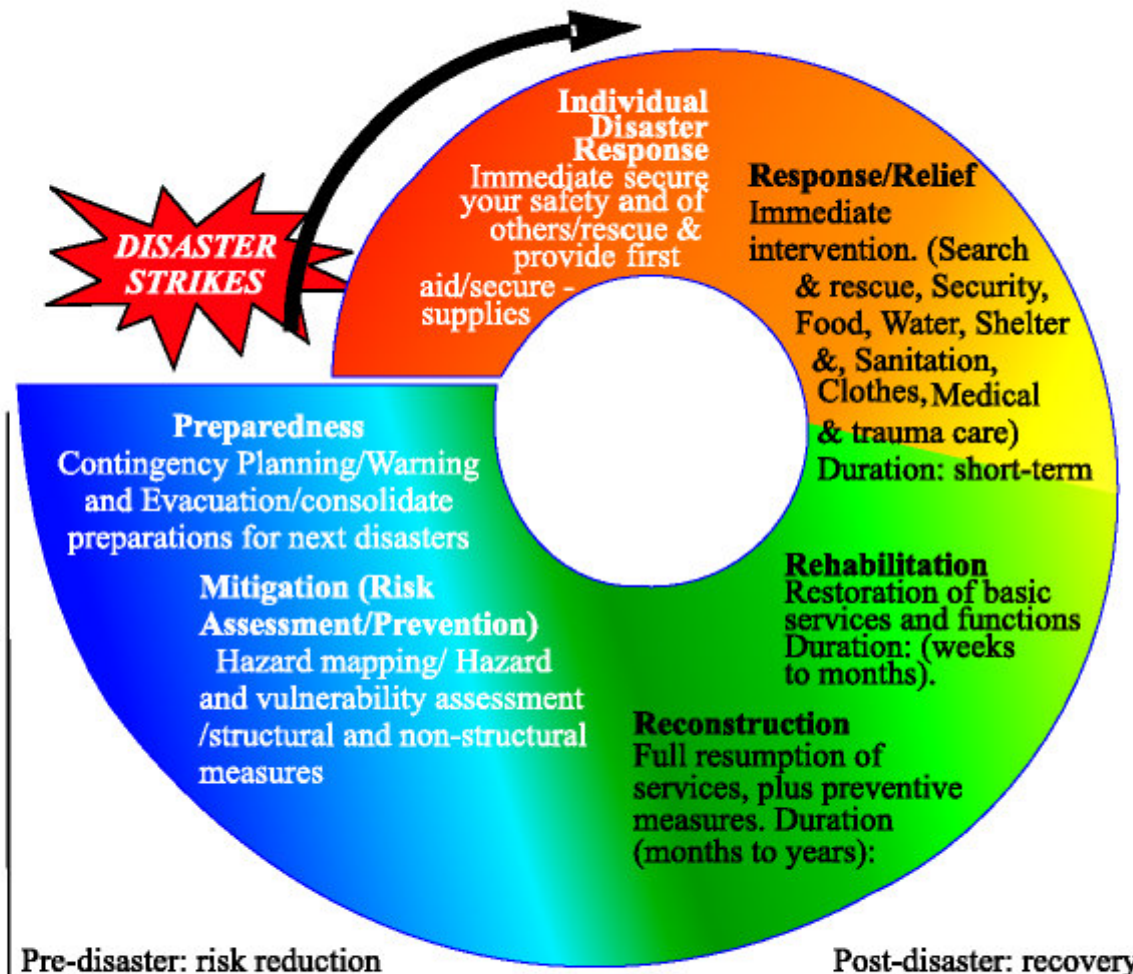 DISASTER
STRIKES
Individual
Disaster
Response
Immediate secure
your safety and of
others/rescue &
provide first
aid/secure -
supplies
Response/Relief
Immediate
intervention. (Search
& rescue, Security,
Food, Water, Shelter
&, Sanitation,
Clothes, Medical
& trauma care)
Duration: short-term
Rehabilitation
Restoration of basic
services and functions
Duration: (weeks
to months).
Reconstruction
Full resumption of
services, plus preventive
measures. Duration
(months to years):
Preparedness
Contingency Planning/Warning
and Evacuation/consolidate
preparations for next disasters
Mitigation (Risk
Assessment/Prevention)
Hazard mapping/ Hazard
and vulnerability assessment
/structural and non-structural
measures
Pre-disaster: risk reduction
Post-disaster: recovery